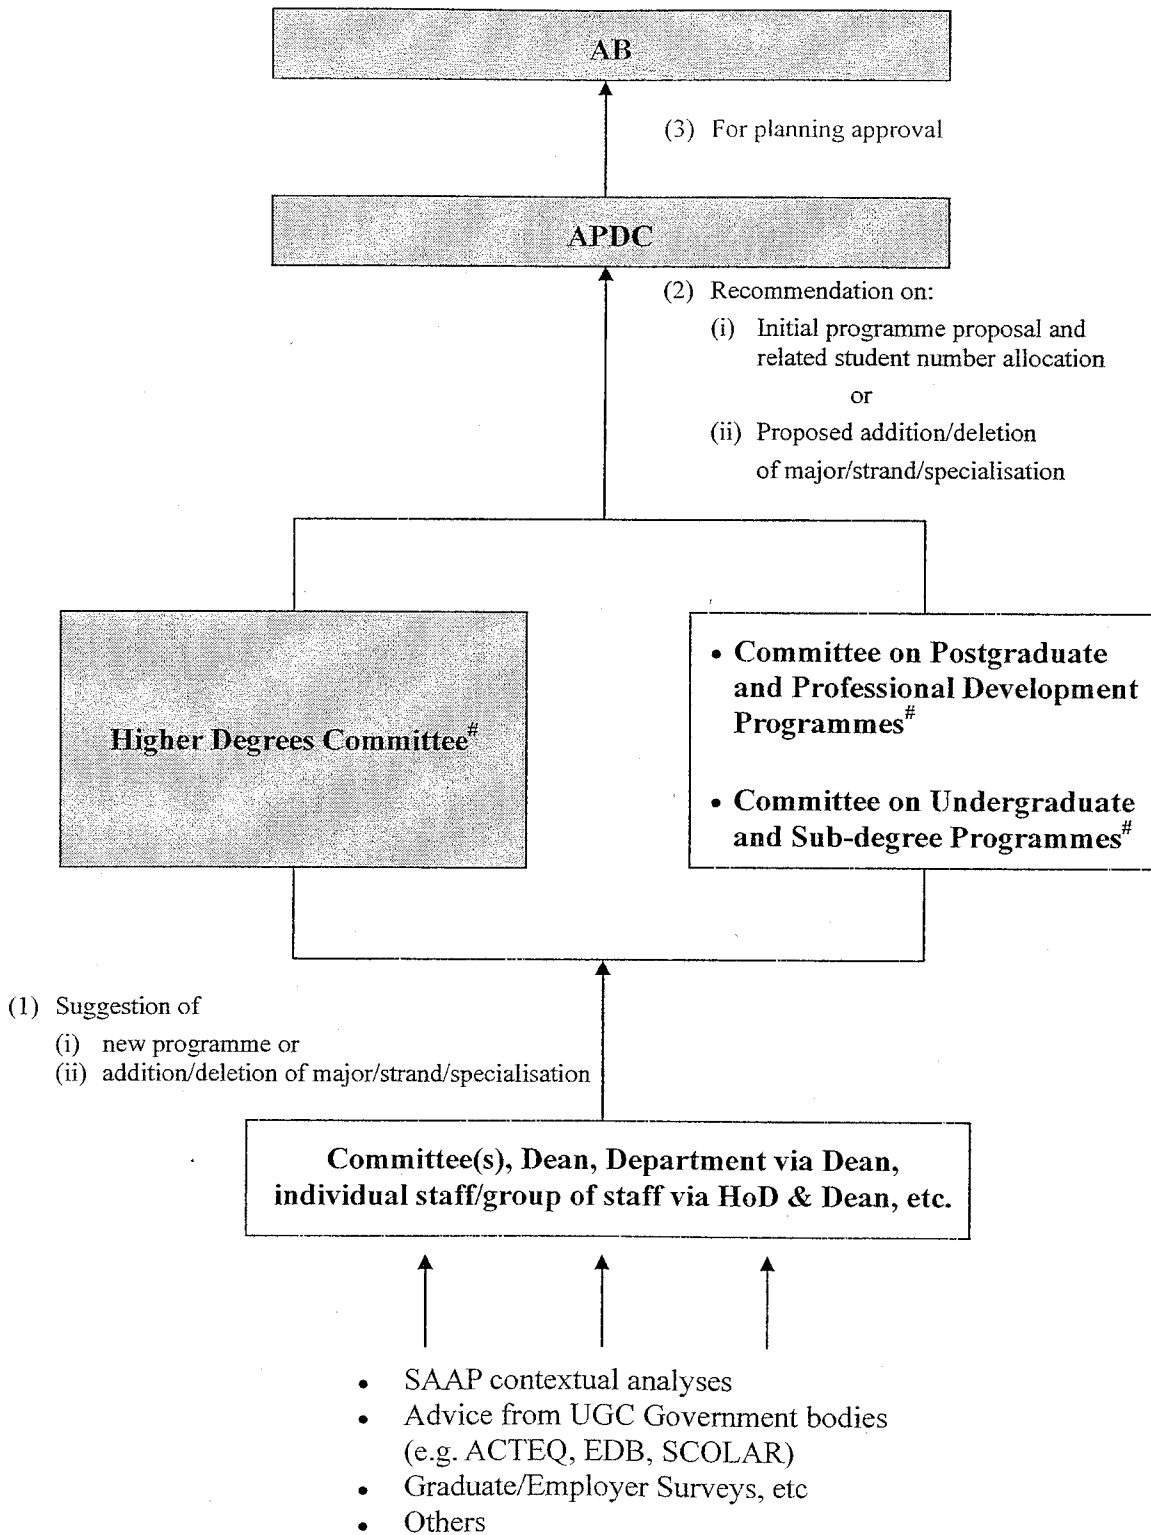 AB
(3) For planning approval
APDC
(2) Recommendation on:
(i) Initial programme proposal and
related student number allocation
or
(ii) Proposed addition/deletion
of major/strand/specialisation
Higher Degrees Committee#
• Committee on Postgraduate
and Professional Development
Programmes#
• Committee on Undergraduate
and Sub-degree Programmes#
(1) Suggestion of
(i) new programme or
(ii) addition/deletion of major/strand/specialisation
Committee(s), Dean, Department via Dean,
individual staff/group of staff via HoD & Dean, etc.
• SAAP contextual analyses
• Advice from UGC Government bodies
(e.g. ACTEQ, EDB, SCOLAR)
• Graduate/Employer Surveys, etc
• Others